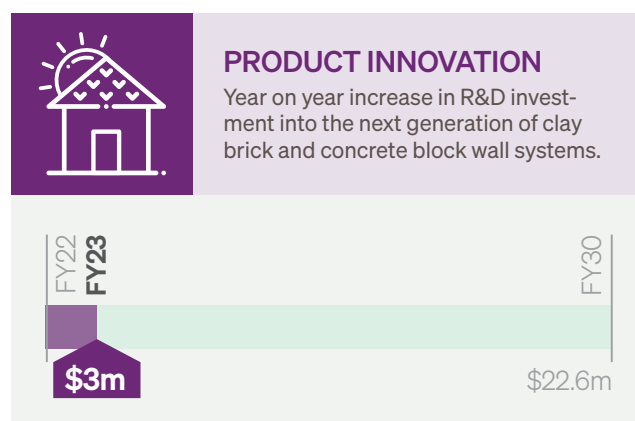 PRODUCT INNOVATION
Year on year increase in R&D invest-
ment into the next generation of clay
brick and concrete block wall systems.
FY22
FY23
FY30
$3m
$22.6m